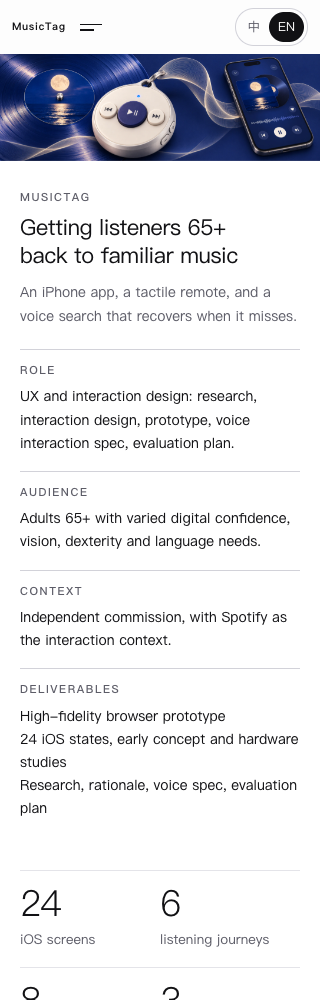 MusicTag
中 EN
MUSICTAG
Getting listeners 65+
back to familiar music
An iPhone app, a tactile remote, and a
voice search that recovers when it misses.
ROLE
UX and interaction design: research,
interaction design, prototype, voice
interaction spec, evaluation plan.
AUDIENCE
Adults 65+ with varied digital confidence,
vision, dexterity and language needs.
CONTEXT
Independent commission, with Spotify as
the interaction context.
DELIVERABLES
High-fidelity browser prototype
24 iOS states, early concept and hardware
studies
Research, rationale, voice spec, evaluation
plan
24 6
iOS screens listening journeys